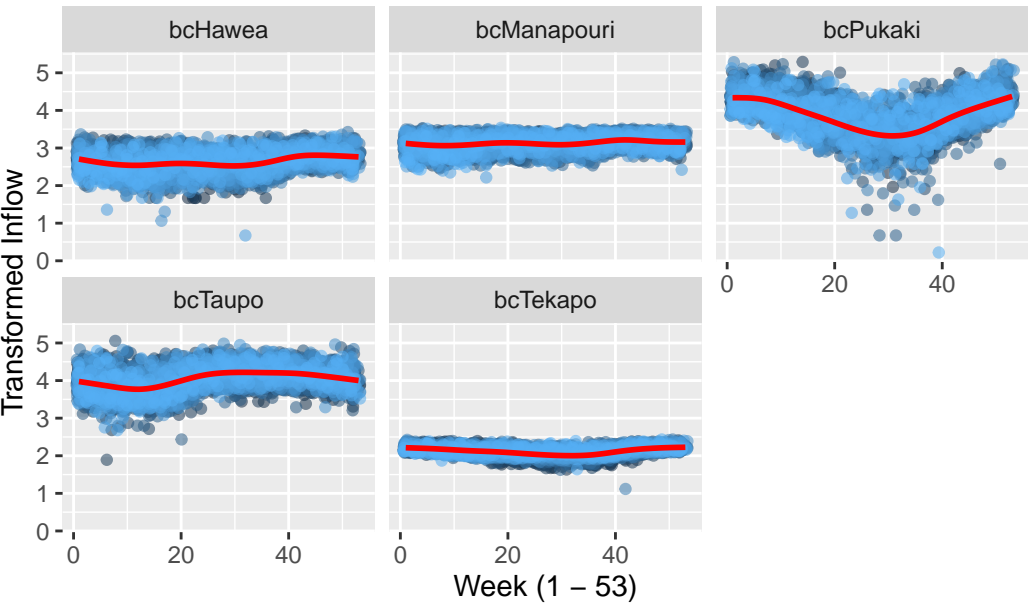 bcHawea bcManapouri bcPukaki
5
4
3
2
1
0
0 20 40
bcTaupo bcTekapo
5
4
3
2
1
0
0 20 40 0 20 40
Week (1 − 53)
Transformed Inflow